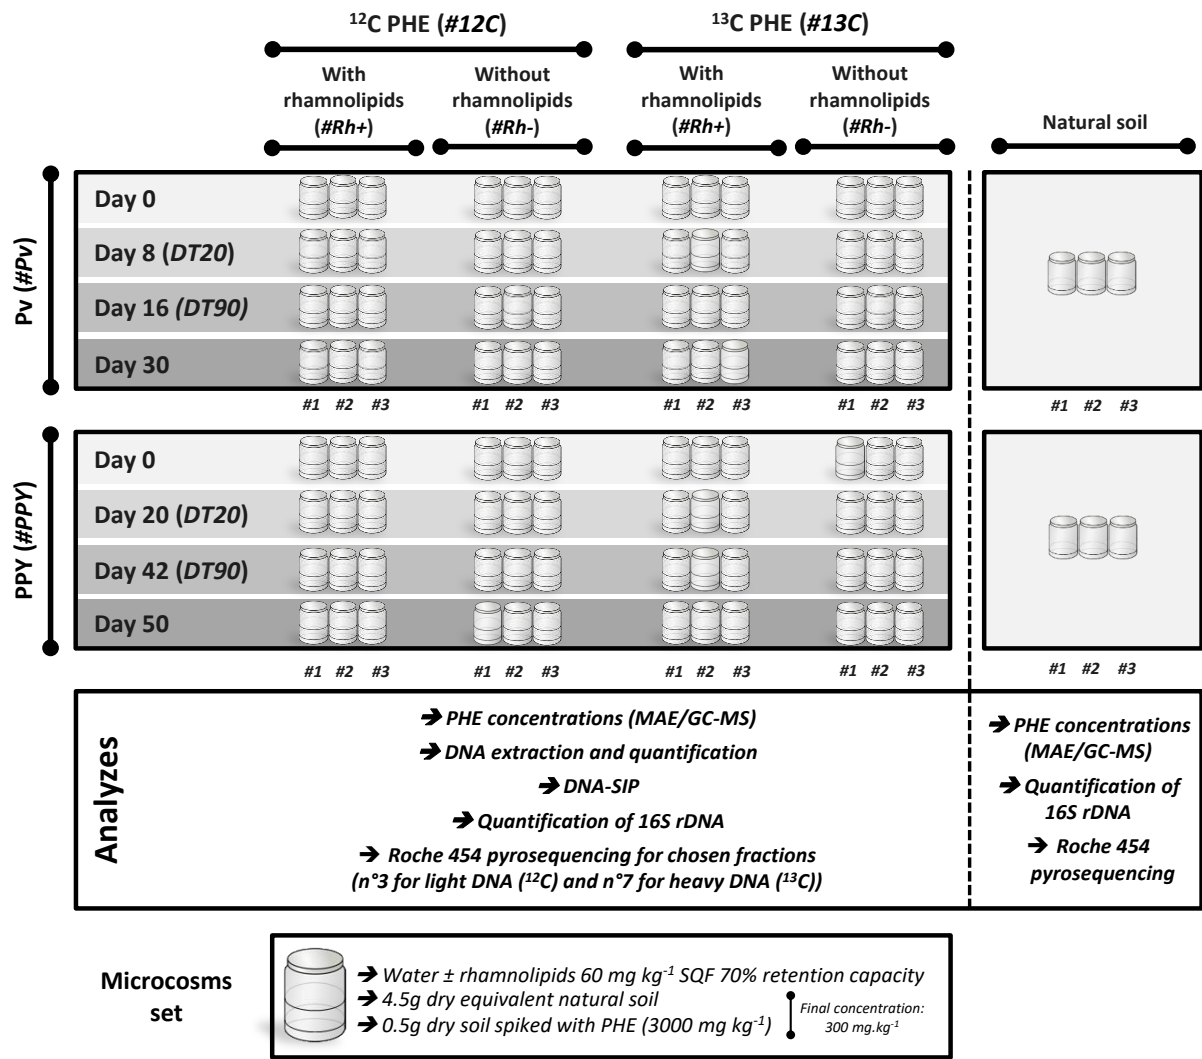 ¹²C PHE (#12C)
¹³C PHE (#13C)
With
rhamnolipids
(#Rh+)
Without
rhamnolipids
(#Rh-)
With
rhamnolipids
(#Rh+)
Without
rhamnolipids
(#Rh-)
Natural soil
Pv (#Pv)
Day 0
Day 8 (DT20)
Day 16 (DT90)
Day 30
#1 #2 #3
#1 #2 #3
#1 #2 #3
#1 #2 #3
#1 #2 #3
PPY (#PPY)
Day 0
Day 20 (DT20)
Day 42 (DT90)
Day 50
#1 #2 #3
#1 #2 #3
#1 #2 #3
#1 #2 #3
#1 #2 #3
Analyzes
→ PHE concentrations (MAE/GC-MS)
→ DNA extraction and quantification
→ DNA-SIP
→ Quantification of 16S rDNA
→ Roche 454 pyrosequencing for chosen fractions
(n°3 for light DNA (¹²C) and n°7 for heavy DNA (¹³C))
→ PHE concentrations
(MAE/GC-MS)
→ Quantification of
16S rDNA
→ Roche 454
pyrosequencing
Microcosms
set
→ Water ± rhamnolipids 60 mg kg⁻¹ SQF 70% retention capacity
→ 4.5g dry equivalent natural soil
→ 0.5g dry soil spiked with PHE (3000 mg kg⁻¹)
Final concentration:
300 mg.kg⁻¹